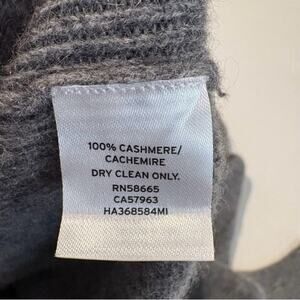 100% CASHMERE/
CACHEMIRE
DRY CLEAN ONLY.
RN58665
CA57963
HA368584MI